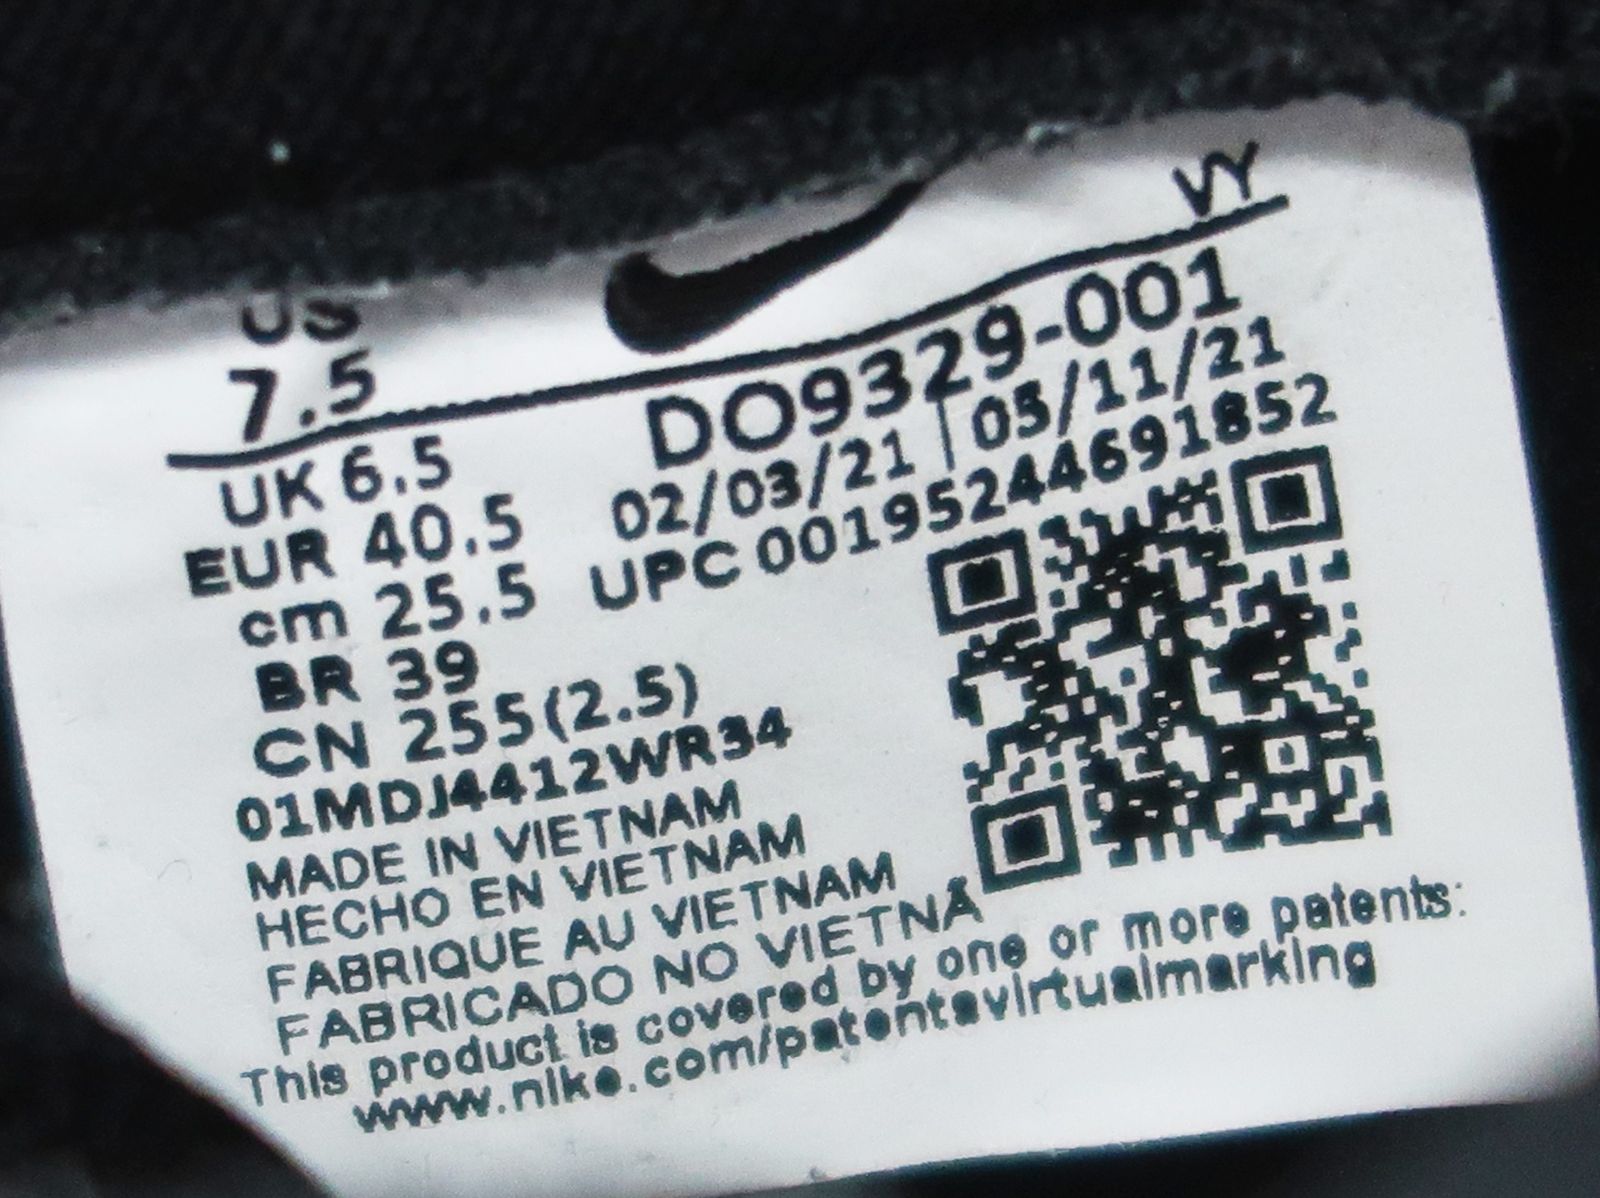 US
7.5
VY
UK 6.5
EUR 40.5
cm 25.5
BR 39
CN 255(2.5)
DO9329-001
02/03/21 | 05/11/21
UPC 00195244691852
01MDJ4412WR34
MADE IN VIETNAM
HECHO EN VIETNAM
FABRIQUE AU VIETNAM
FABRICADO NO VIETNÃ
This product is covered by one or more patents:
www.nike.com/patentsvirtualmarking